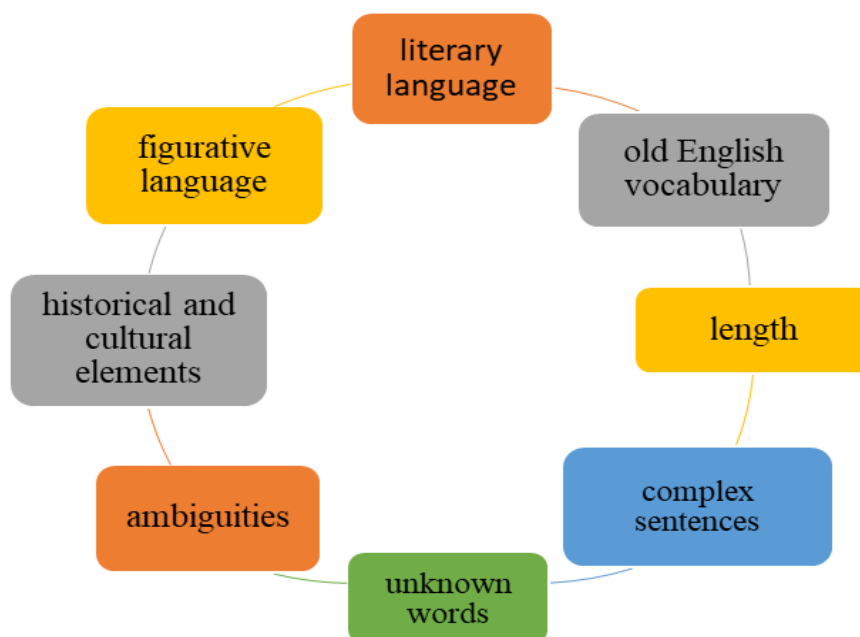 literary
language
old English
vocabulary
length
complex
sentences
unknown
words
ambiguities
historical and
cultural
elements
figurative
language